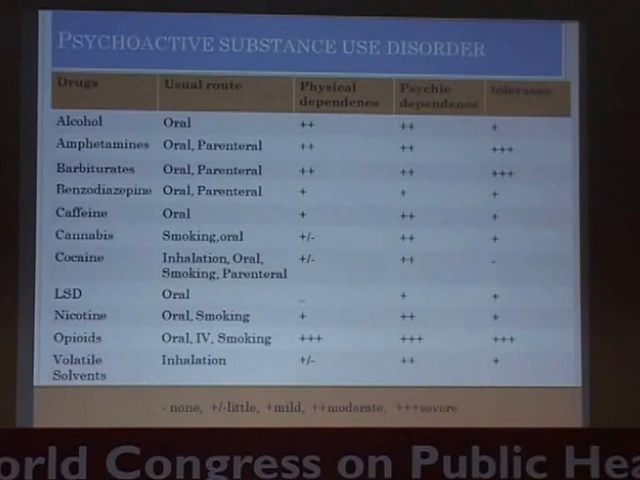 PSYCHOACTIVE SUBSTANCE USE DISORDER
Drugs Usual route Physical dependence Psychic dependence tolerance
Alcohol Oral ++ ++ +
Amphetamines Oral, Parenteral ++ ++ +++
Barbiturates Oral, Parenteral ++ ++ +++
Benzodiazepine Oral, Parenteral + + +
Caffeine Oral + ++ +
Cannabis Smoking,oral +/- ++ +
Cocaine Inhalation, Oral, Smoking, Parenteral +/- ++ -
LSD Oral - + +
Nicotine Oral, Smoking + ++ +
Opioids Oral, IV, Smoking +++ +++ +++
Volatile Solvents Inhalation +/- ++ +
- none, +/-little, +mild, ++moderate, +++severe
orld Congress on Public Hea